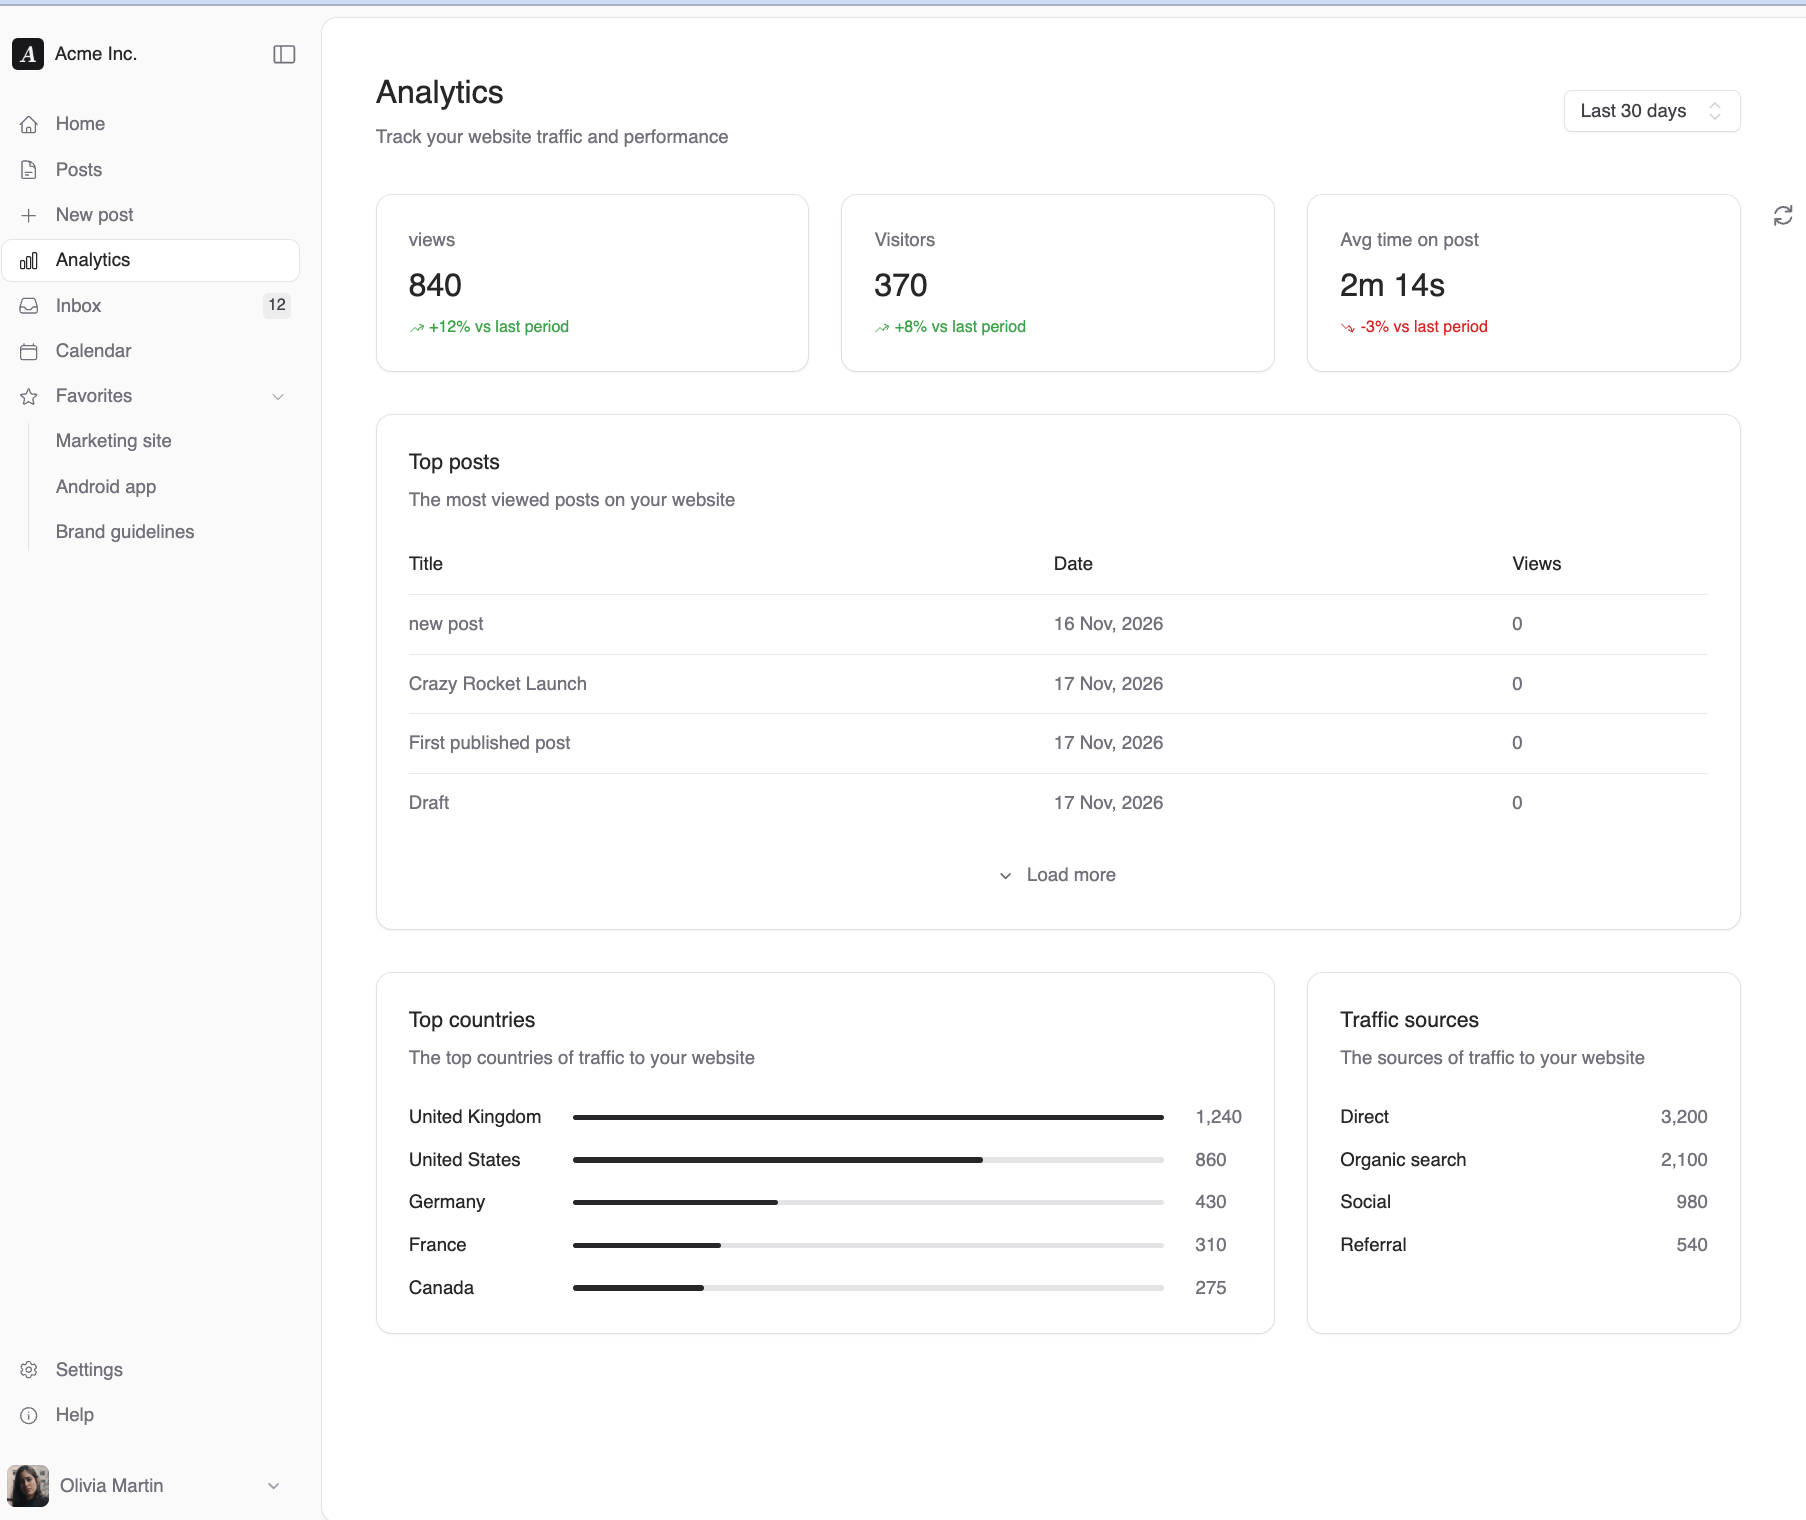 A Acme Inc.
Home
Posts
New post
Analytics
Inbox 12
Calendar
Favorites
Marketing site
Android app
Brand guidelines
Settings
Help
Olivia Martin
Analytics
Track your website traffic and performance
Last 30 days
views
840
+12% vs last period
Visitors
370
+8% vs last period
Avg time on post
2m 14s
-3% vs last period
Top posts
The most viewed posts on your website
Title Date Views
new post 16 Nov, 2026 0
Crazy Rocket Launch 17 Nov, 2026 0
First published post 17 Nov, 2026 0
Draft 17 Nov, 2026 0
Load more
Top countries
The top countries of traffic to your website
United Kingdom 1,240
United States 860
Germany 430
France 310
Canada 275
Traffic sources
The sources of traffic to your website
Direct 3,200
Organic search 2,100
Social 980
Referral 540